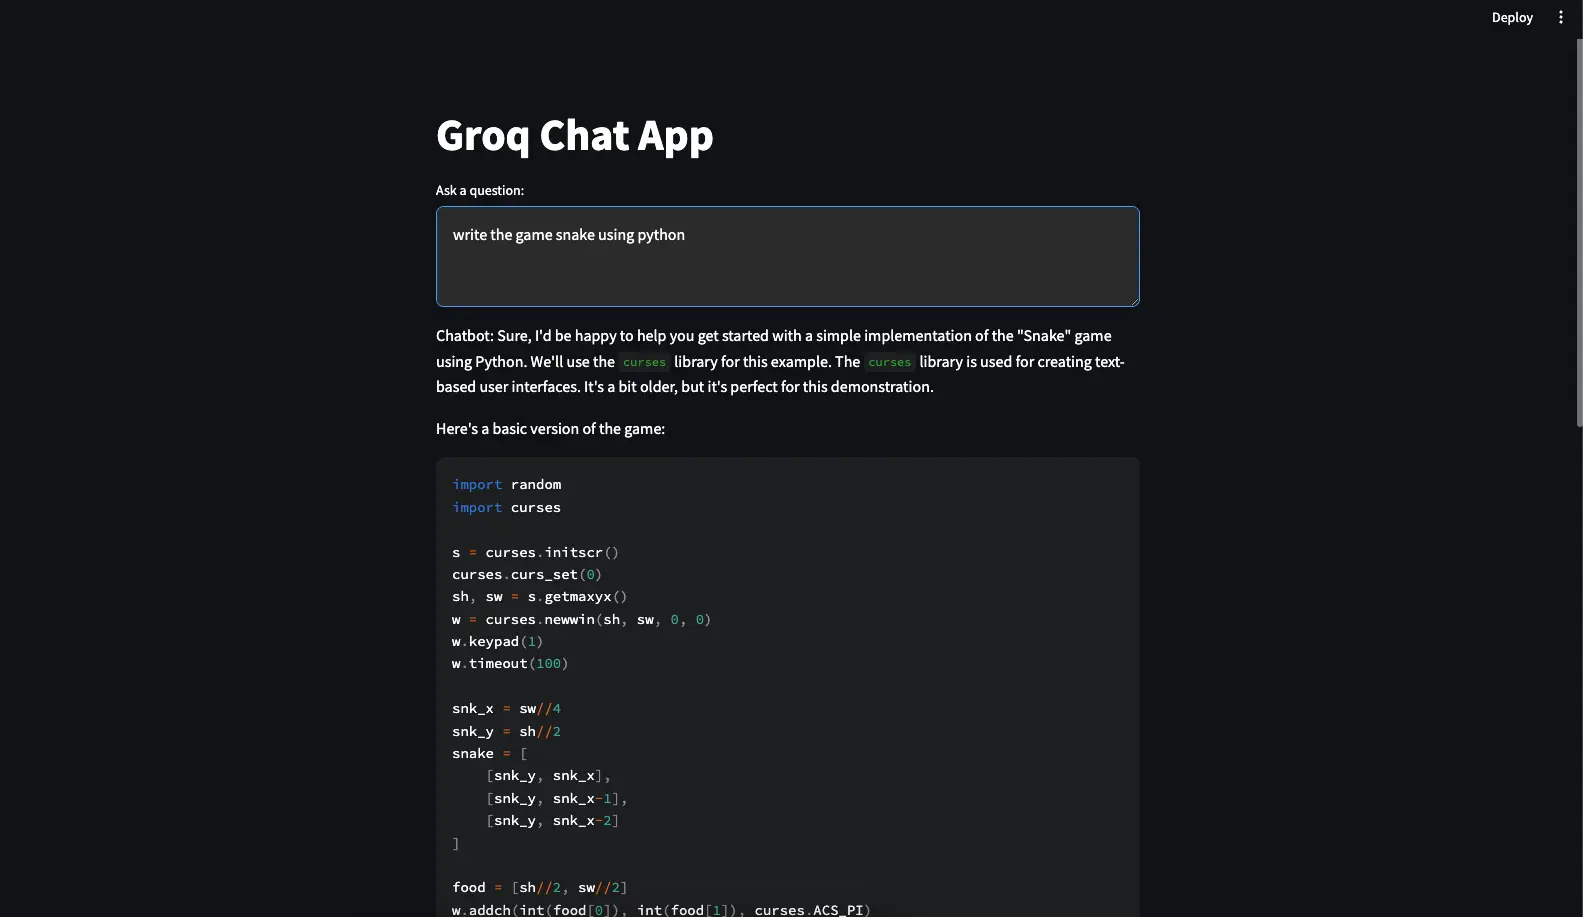 Deploy
Groq Chat App
Ask a question:
write the game snake using python
Chatbot: Sure, I'd be happy to help you get started with a simple implementation of the "Snake" game
using Python. We'll use the curses library for this example. The curses library is used for creating text-
based user interfaces. It's a bit older, but it's perfect for this demonstration.
Here's a basic version of the game:
import random
import curses
s = curses.initscr()
curses.curs_set(0)
sh, sw = s.getmaxyx()
w = curses.newwin(sh, sw, 0, 0)
w.keypad(1)
w.timeout(100)
snk_x = sw//4
snk_y = sh//2
snake = [
    [snk_y, snk_x],
    [snk_y, snk_x-1],
    [snk_y, snk_x-2]
]
food = [sh//2, sw//2]
w.addch(int(food[0]), int(food[1]), curses.ACS_PI)